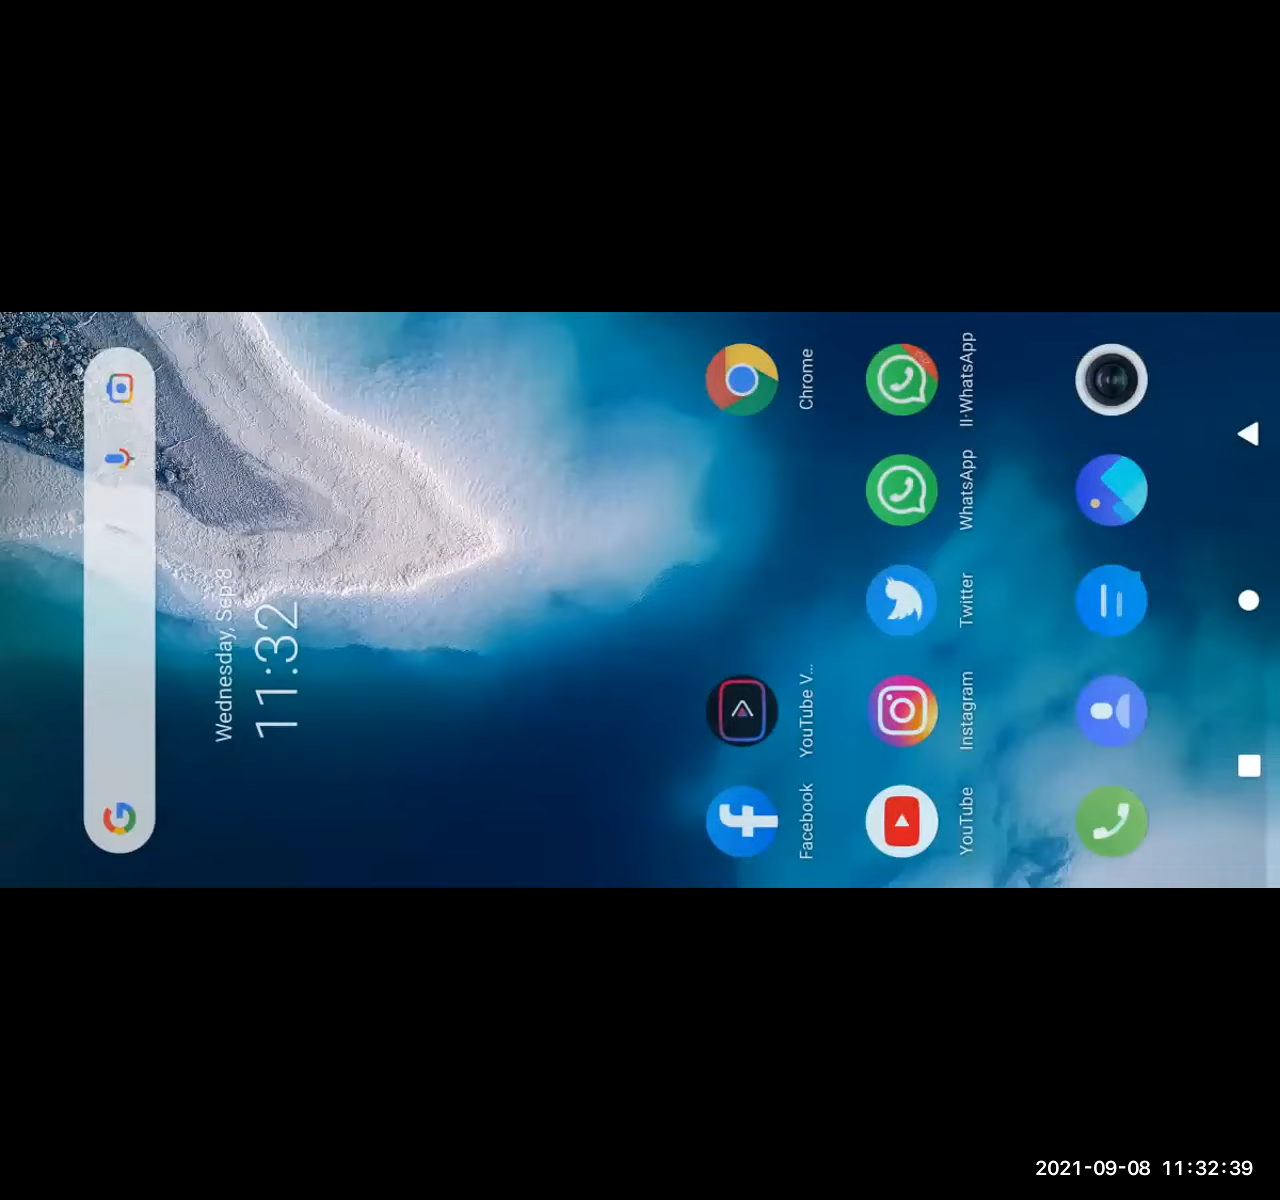 Wednesday, Sep 8
11:32
Facebook
YouTube V...
Chrome
YouTube
Instagram
Twitter
WhatsApp
II·WhatsApp
2021-09-08 11:32:39